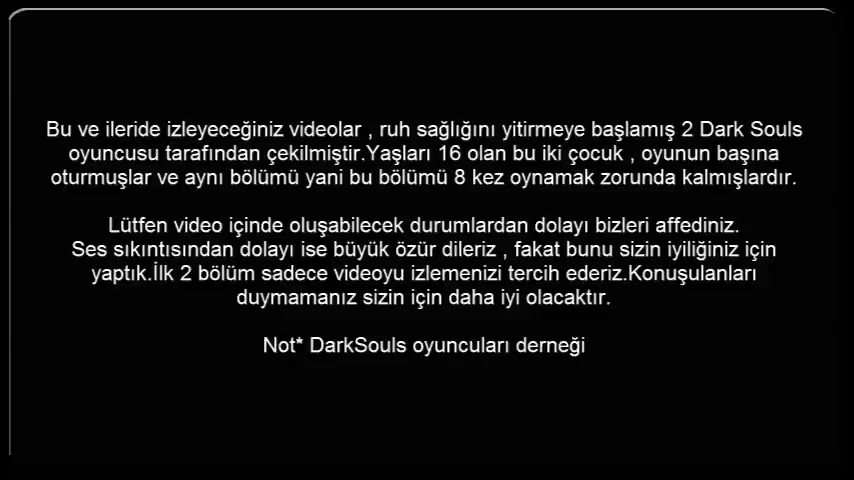 Bu ve ileride izleyeceğiniz videolar , ruh sağlığını yitirmeye başlamış 2 Dark Souls
oyuncusu tarafından çekilmiştir.Yaşları 16 olan bu iki çocuk , oyunun başına
oturmuşlar ve aynı bölümü yani bu bölümü 8 kez oynamak zorunda kalmışlardır.
Lütfen video içinde oluşabilecek durumlardan dolayı bizleri affediniz.
Ses sıkıntısından dolayı ise büyük özür dileriz , fakat bunu sizin iyiliğiniz için
yaptık.İlk 2 bölüm sadece videoyu izlemenizi tercih ederiz.Konuşulanları
duymamanız sizin için daha iyi olacaktır.
Not* DarkSouls oyuncuları derneği